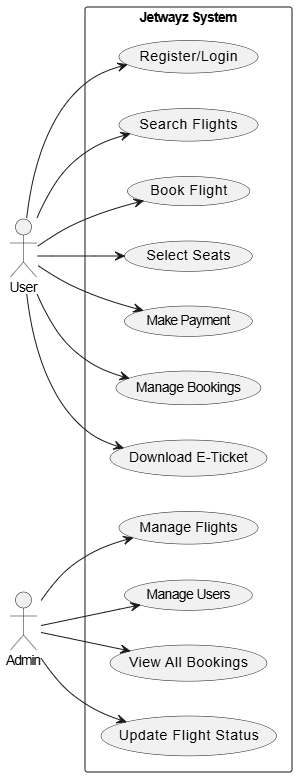 Jetwayz System
Register/Login
Search Flights
Book Flight
Select Seats
User
Make Payment
Manage Bookings
Download E-Ticket
Manage Flights
Manage Users
Admin
View All Bookings
Update Flight Status